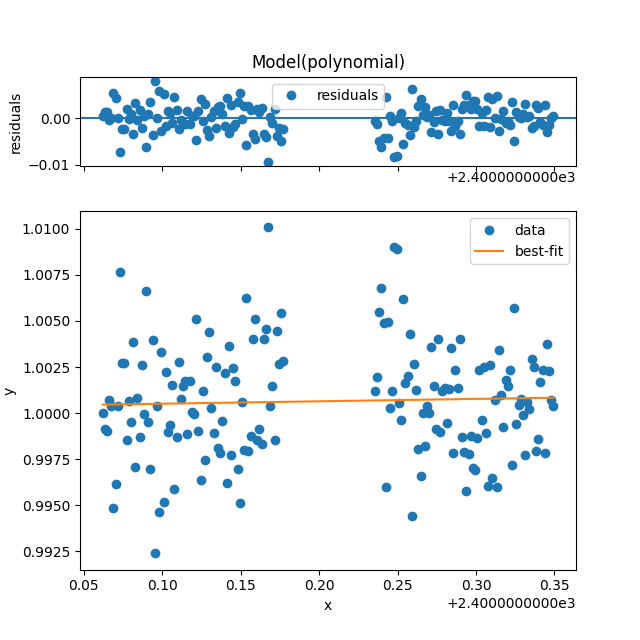 Model(polynomial)
residuals
0.00
−0.01
residuals
+2.4000000000e3
1.0100
1.0075
1.0050
1.0025
1.0000
0.9975
0.9950
0.9925
y
data
best-fit
0.05 0.10 0.15 0.20 0.25 0.30 0.35
x
+2.4000000000e3